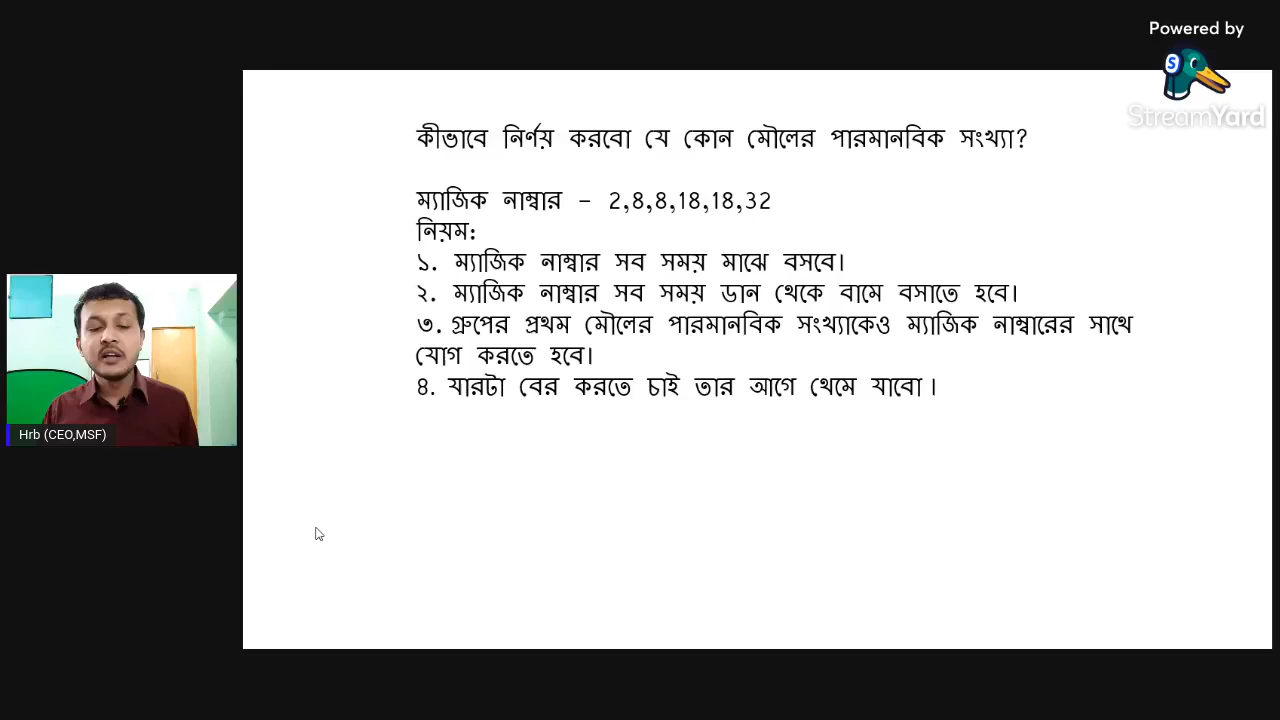 Powered by
StreamYard
কীভাবে নির্ণয় করবো যে কোন মৌলের পারমানবিক সংখ্যা?
ম্যাজিক নাম্বার – 2,8,8,18,18,32
নিয়ম:
১. ম্যাজিক নাম্বার সব সময় মাঝে বসবে।
২. ম্যাজিক নাম্বার সব সময় ডান থেকে বামে বসাতে হবে।
৩. গ্রুপের প্রথম মৌলের পারমানবিক সংখ্যাকেও ম্যাজিক নাম্বারের সাথে
যোগ করতে হবে।
৪. যারটা বের করতে চাই তার আগে থেমে যাবো ।
Hrb (CEO,MSF)